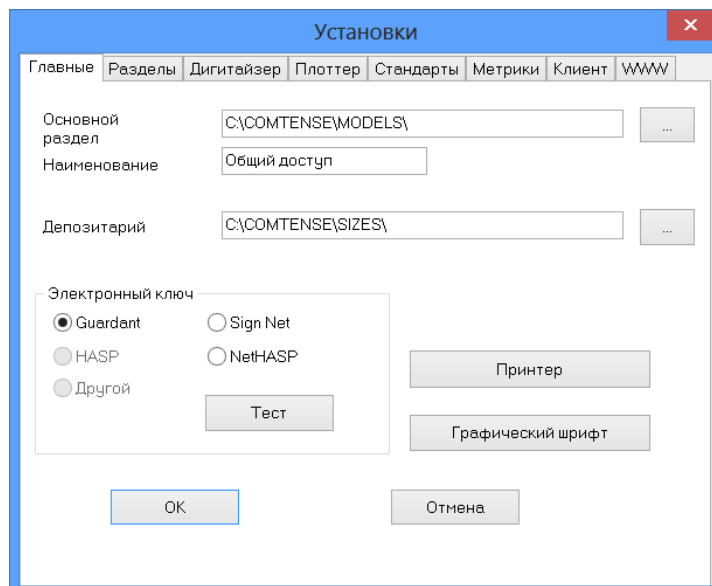 Установки
x
Главные Разделы Дигитайзер Плоттер Стандарты Метрики Клиент WWW
Основной
раздел
C:\COMTENSE\MODELS\
...
Наименование
Общий доступ
Депозитарий
C:\COMTENSE\SIZES\
...
Электронный ключ
Guardant
Sign Net
HASP
NetHASP
Другой
Тест
Принтер
Графический шрифт
OK
Отмена